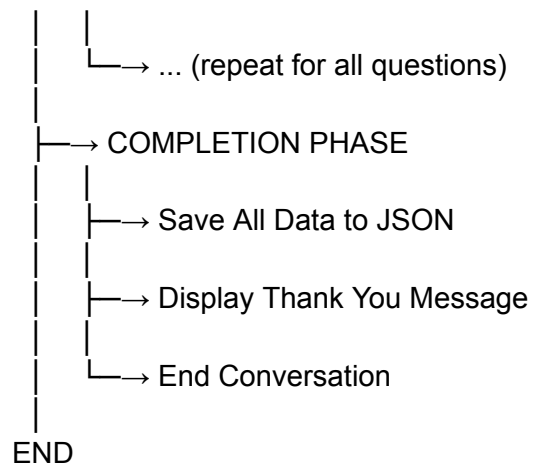 │ │
│ └─→ ... (repeat for all questions)
│
├─→ COMPLETION PHASE
│ │
│ ├─→ Save All Data to JSON
│ │
│ ├─→ Display Thank You Message
│ │
│ └─→ End Conversation
│
END